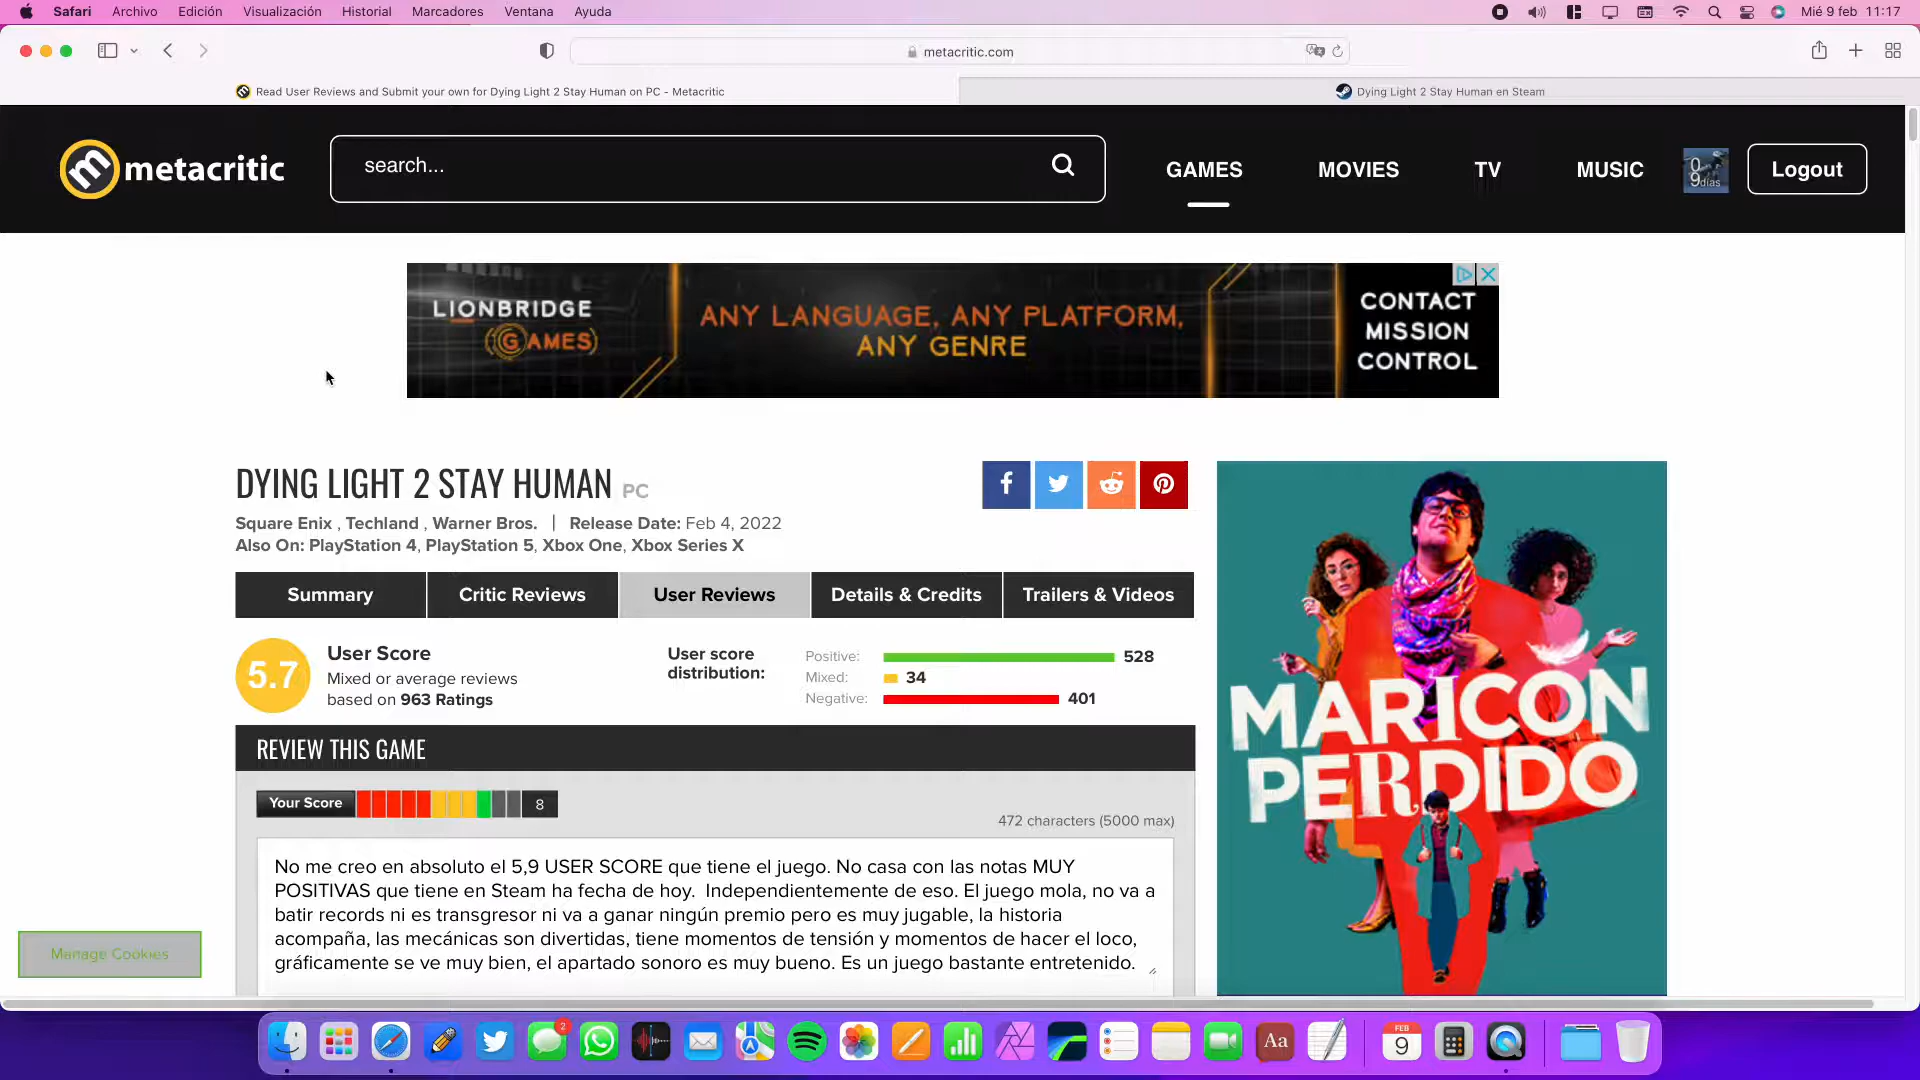 Safari Archivo Edición Visualización Historial Marcadores Ventana Ayuda Mié 9 feb 11:17
metacritic.com
Read User Reviews and Submit your own for Dying Light 2 Stay Human on PC - Metacritic
Dying Light 2 Stay Human en Steam
metacritic
search...
GAMES MOVIES TV MUSIC
0
9días
Logout
LIONBRIDGE
GAMES
ANY LANGUAGE, ANY PLATFORM,
ANY GENRE
CONTACT
MISSION
CONTROL
DYING LIGHT 2 STAY HUMAN PC
Square Enix , Techland , Warner Bros. | Release Date: Feb 4, 2022
Also On: PlayStation 4, PlayStation 5, Xbox One, Xbox Series X
Summary Critic Reviews User Reviews Details & Credits Trailers & Videos
5.7
User Score
Mixed or average reviews
based on 963 Ratings
User score
distribution:
Positive: 528
Mixed: 34
Negative: 401
REVIEW THIS GAME
Your Score 8
472 characters (5000 max)
No me creo en absoluto el 5,9 USER SCORE que tiene el juego. No casa con las notas MUY
POSITIVAS que tiene en Steam ha fecha de hoy. Independientemente de eso. El juego mola, no va a
batir records ni es transgresor ni va a ganar ningún premio pero es muy jugable, la historia
acompaña, las mecánicas son divertidas, tiene momentos de tensión y momentos de hacer el loco,
gráficamente se ve muy bien, el apartado sonoro es muy bueno. Es un juego bastante entretenido.
MARICON
PERDIDO
Manage Cookies
2
Aa
FEB
9